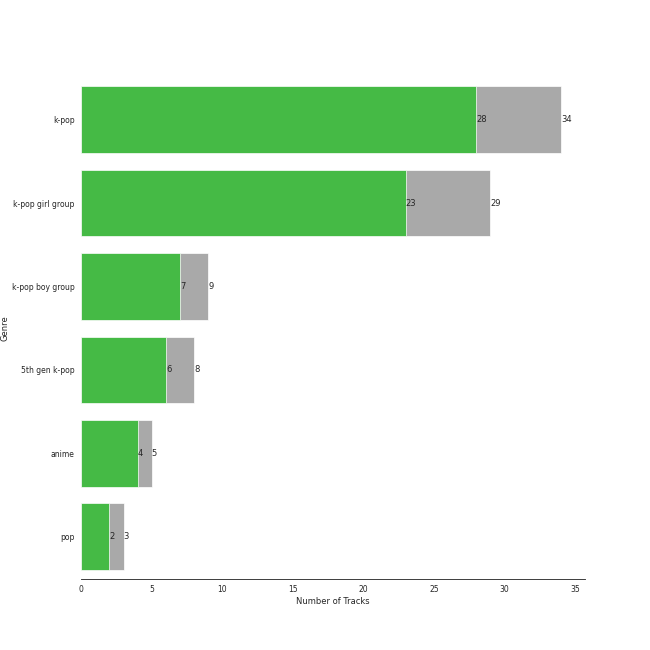 k-pop 28 34
k-pop girl group 23 29
k-pop boy group 7 9
5th gen k-pop 6 8
anime 4 5
pop 2 3
Genre
0 5 10 15 20 25 30 35
Number of Tracks